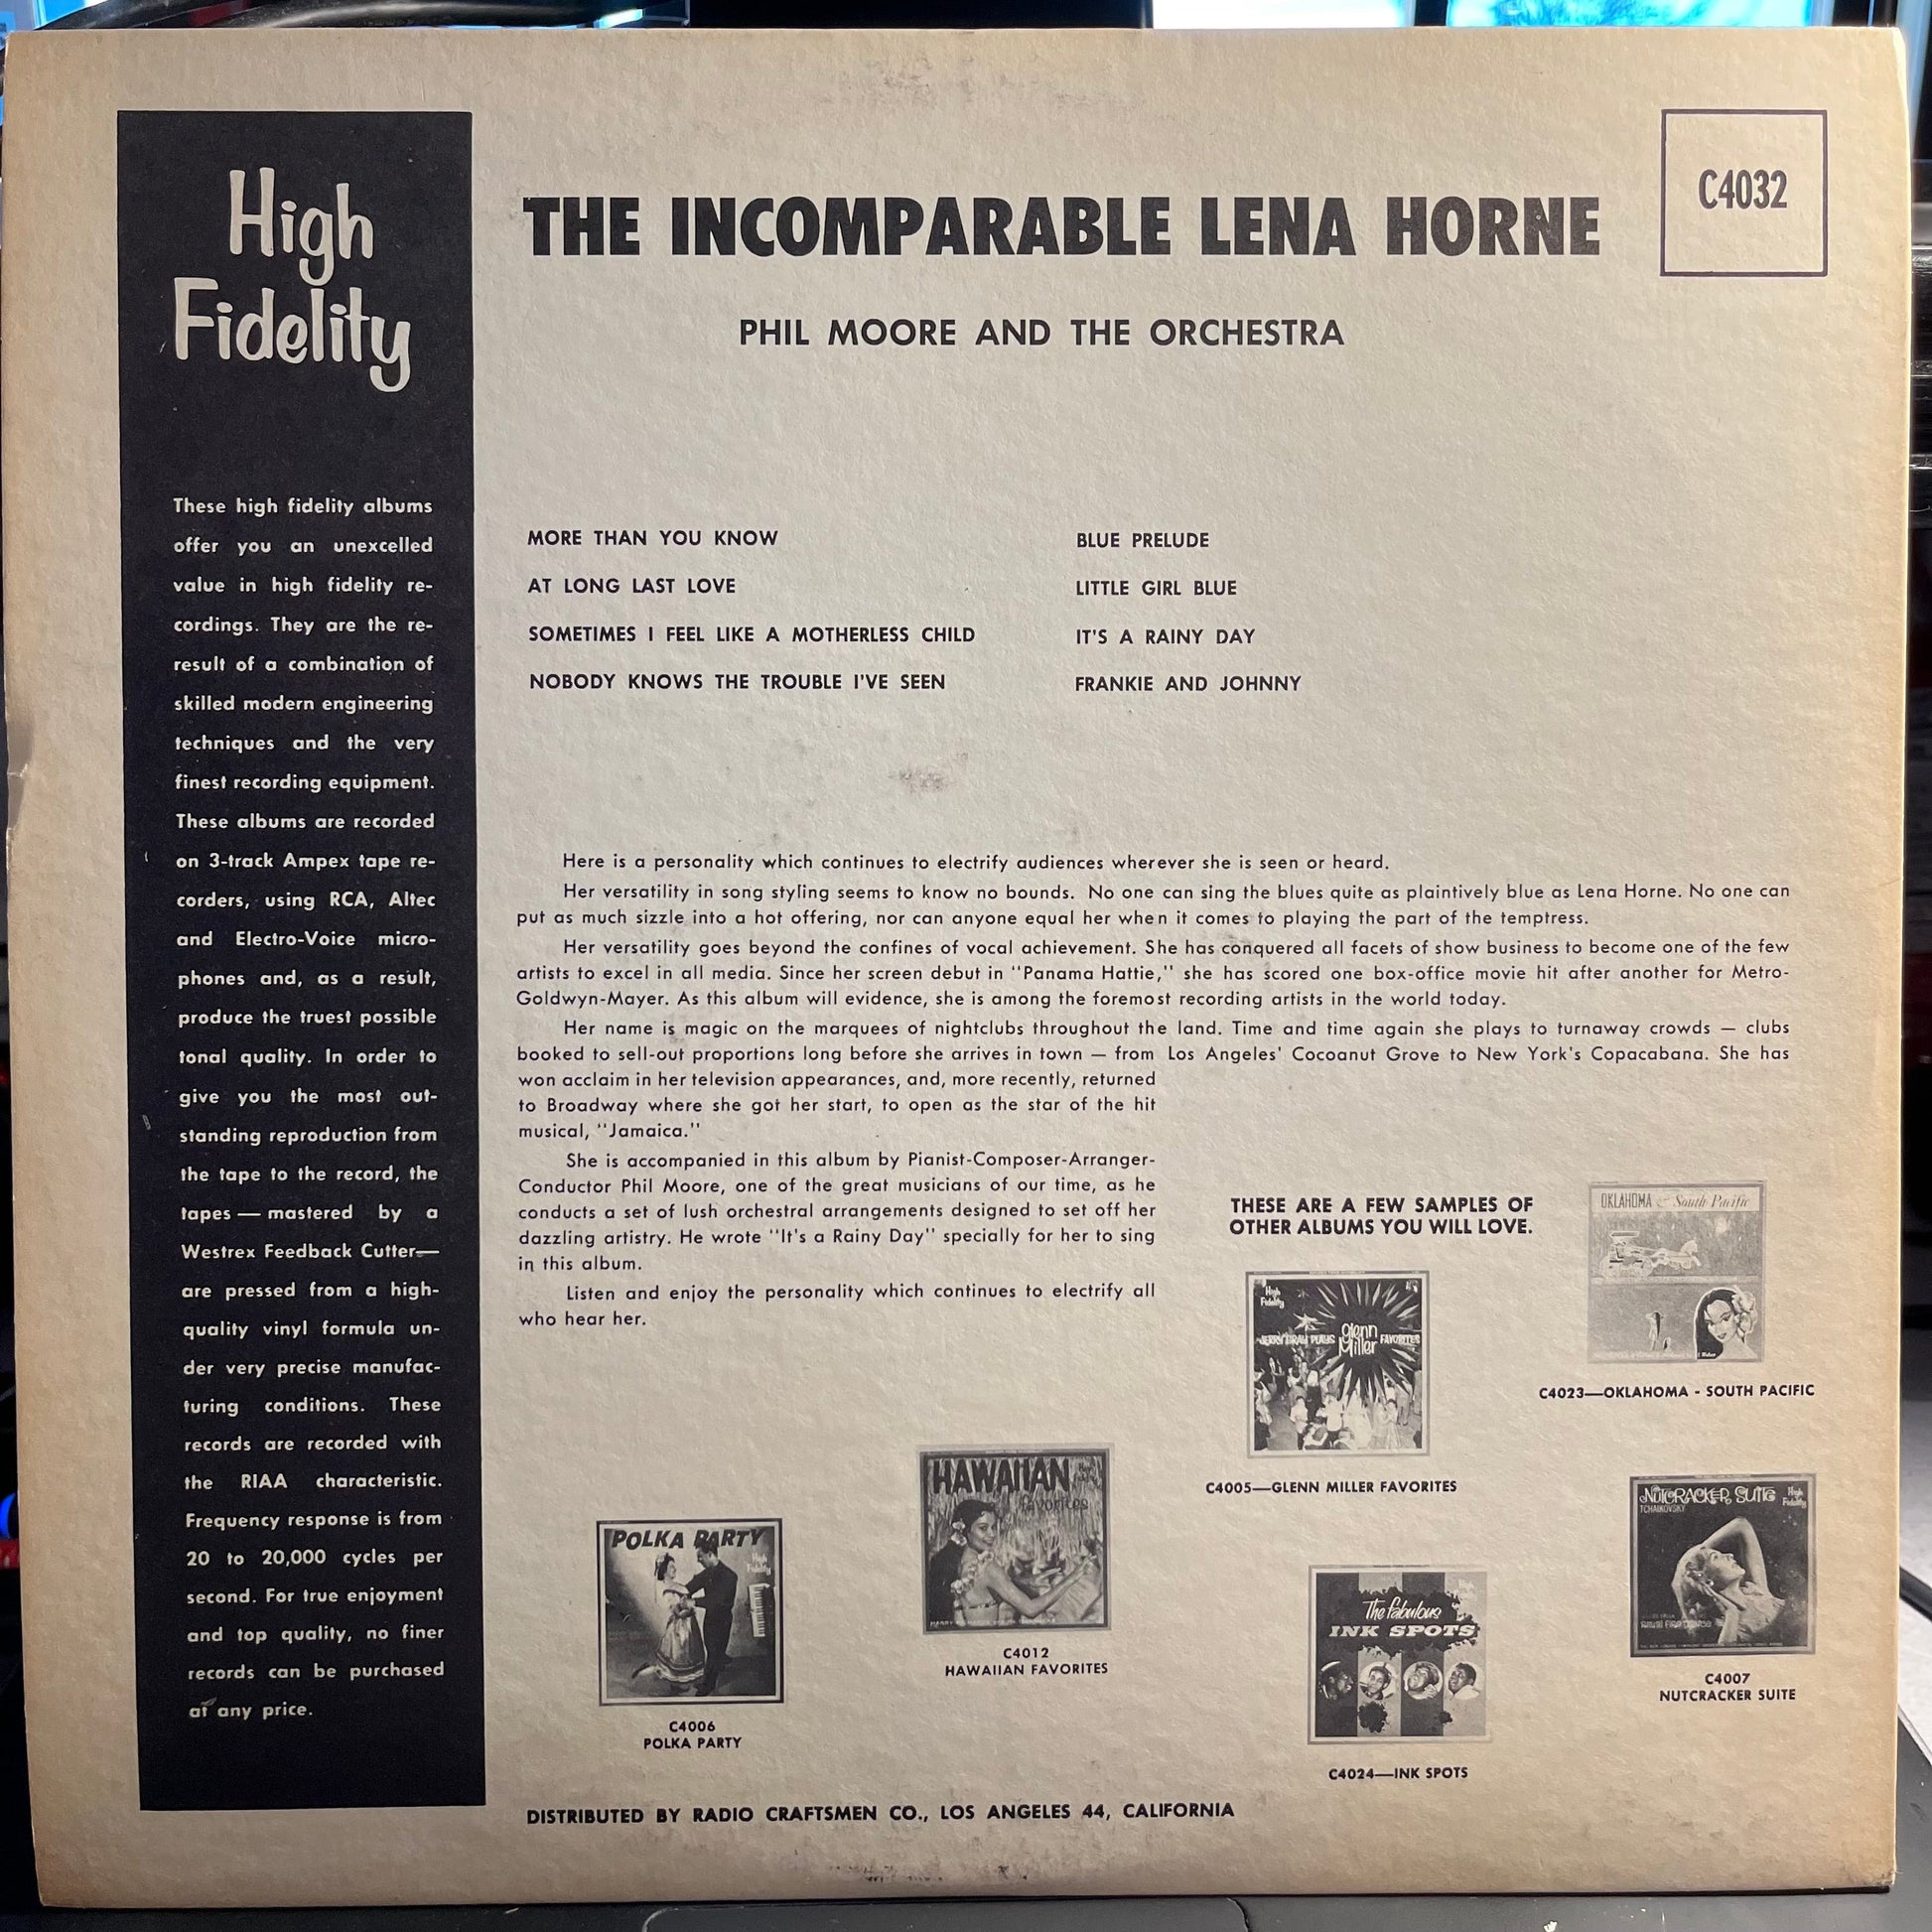 High
Fidelity
These high fidelity albums
offer you an unexcelled
value in high fidelity re-
cordings. They are the re-
result of a combination of
skilled modern engineering
techniques and the very
finest recording equipment.
These albums are recorded
on 3-track Ampex tape re-
corders, using RCA, Altec
and Electro-Voice micro-
phones and, as a result,
produce the truest possible
tonal quality. In order to
give you the most out-
standing reproduction from
the tape to the record, the
tapes — mastered by a
Westrex Feedback Cutter—
are pressed from a high-
quality vinyl formula un-
der very precise manufac-
turing conditions. These
records are recorded with
the RIAA characteristic.
Frequency response is from
20 to 20,000 cycles per
second. For true enjoyment
and top quality, no finer
records can be purchased
at any price.
THE INCOMPARABLE LENA HORNE
C4032
PHIL MOORE AND THE ORCHESTRA
MORE THAN YOU KNOW
AT LONG LAST LOVE
SOMETIMES I FEEL LIKE A MOTHERLESS CHILD
NOBODY KNOWS THE TROUBLE I'VE SEEN
BLUE PRELUDE
LITTLE GIRL BLUE
IT'S A RAINY DAY
FRANKIE AND JOHNNY
Here is a personality which continues to electrify audiences wherever she is seen or heard.
Her versatility in song styling seems to know no bounds. No one can sing the blues quite as plaintively blue as Lena Horne. No one can
put as much sizzle into a hot offering, nor can anyone equal her when it comes to playing the part of the temptress.
Her versatility goes beyond the confines of vocal achievement. She has conquered all facets of show business to become one of the few
artists to excel in all media. Since her screen debut in "Panama Hattie," she has scored one box-office movie hit after another for Metro-
Goldwyn-Mayer. As this album will evidence, she is among the foremost recording artists in the world today.
Her name is magic on the marquees of nightclubs throughout the land. Time and time again she plays to turnaway crowds — clubs
booked to sell-out proportions long before she arrives in town — from Los Angeles' Cocoanut Grove to New York's Copacabana. She has
won acclaim in her television appearances, and, more recently, returned
to Broadway where she got her start, to open as the star of the hit
musical, "Jamaica."
She is accompanied in this album by Pianist-Composer-Arranger-
Conductor Phil Moore, one of the great musicians of our time, as he
conducts a set of lush orchestral arrangements designed to set off her
dazzling artistry. He wrote "It's a Rainy Day" specially for her to sing
in this album.
Listen and enjoy the personality which continues to electrify all
who hear her.
THESE ARE A FEW SAMPLES OF
OTHER ALBUMS YOU WILL LOVE.
OKLAHOMA South Pacific
C4023—OKLAHOMA - SOUTH PACIFIC
High
Fidelity
JERRY GRAY PLAYS Glenn Miller FAVORITES
C4005—GLENN MILLER FAVORITES
HAWAIIAN
favorites
C4012
HAWAIIAN FAVORITES
NUTCRACKER SUITE
High
Fidelity
TCHAIKOVSKY
C4007
NUTCRACKER SUITE
POLKA PARTY
High
Fidelity
C4006
POLKA PARTY
The fabulous
INK SPOTS
C4024—INK SPOTS
DISTRIBUTED BY RADIO CRAFTSMEN CO., LOS ANGELES 44, CALIFORNIA